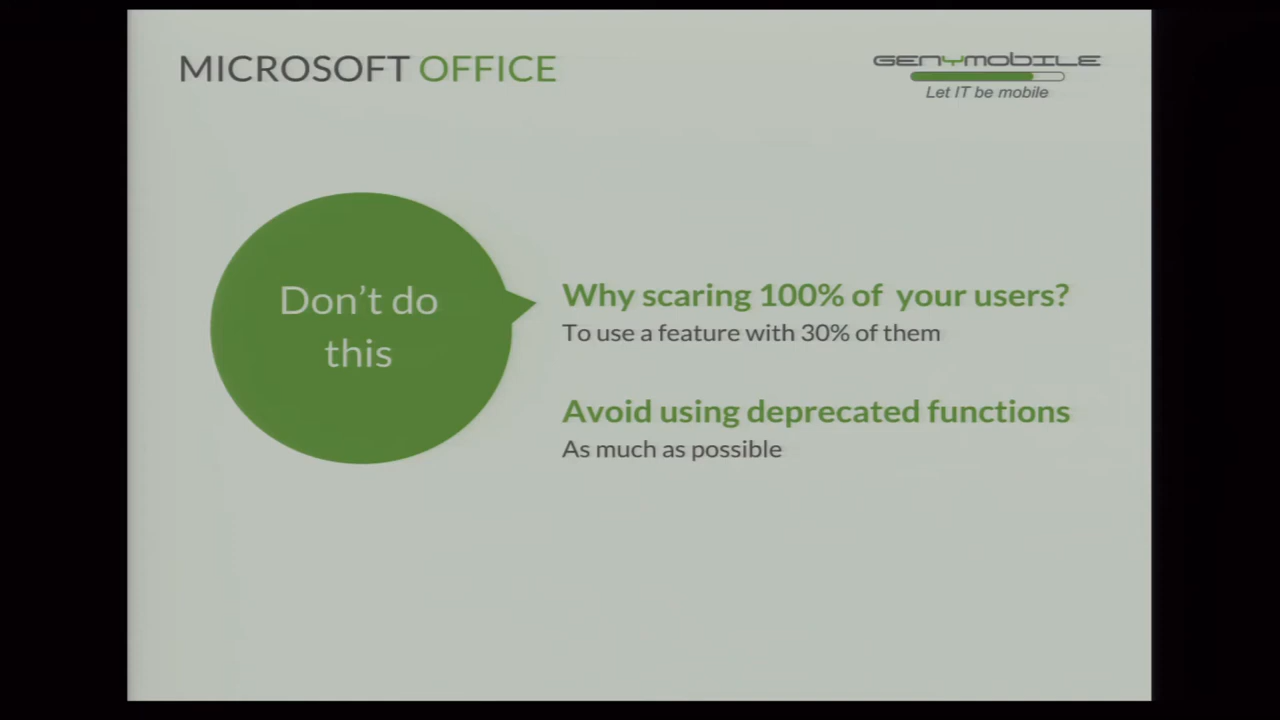 MICROSOFT OFFICE
GENYMOBILE
Let IT be mobile
Don't do
this
Why scaring 100% of your users?
To use a feature with 30% of them
Avoid using deprecated functions
As much as possible